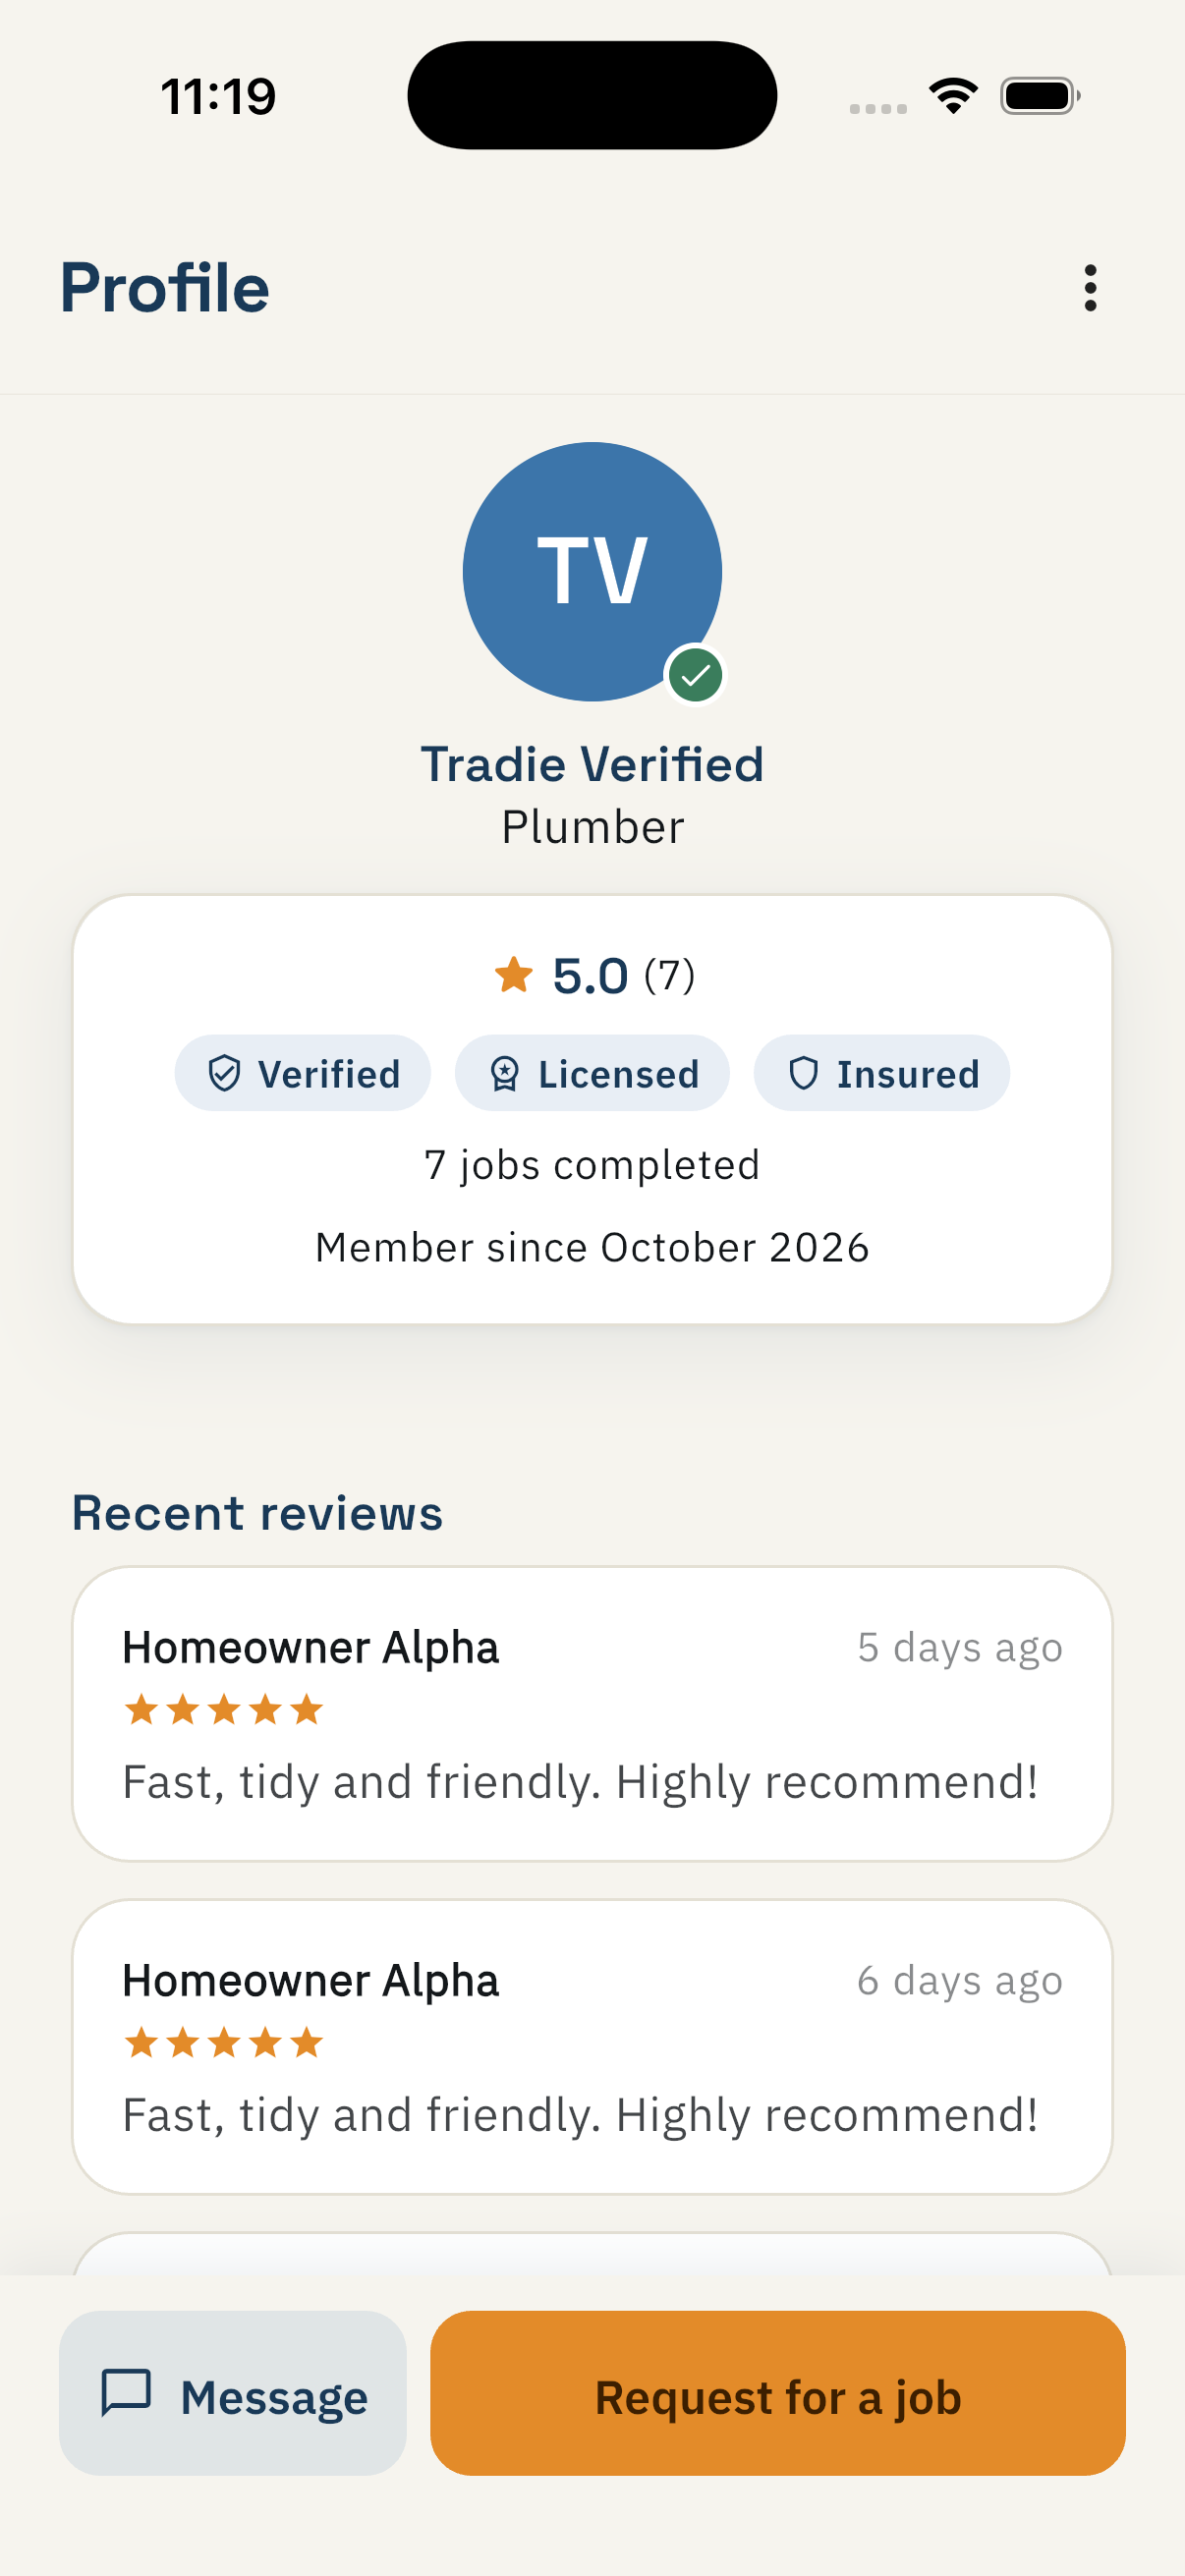 11:19
Profile
TV
Tradie Verified
Plumber
5.0 (7)
Verified Licensed Insured
7 jobs completed
Member since October 2026
Recent reviews
Homeowner Alpha 5 days ago
Fast, tidy and friendly. Highly recommend!
Homeowner Alpha 6 days ago
Fast, tidy and friendly. Highly recommend!
Message Request for a job